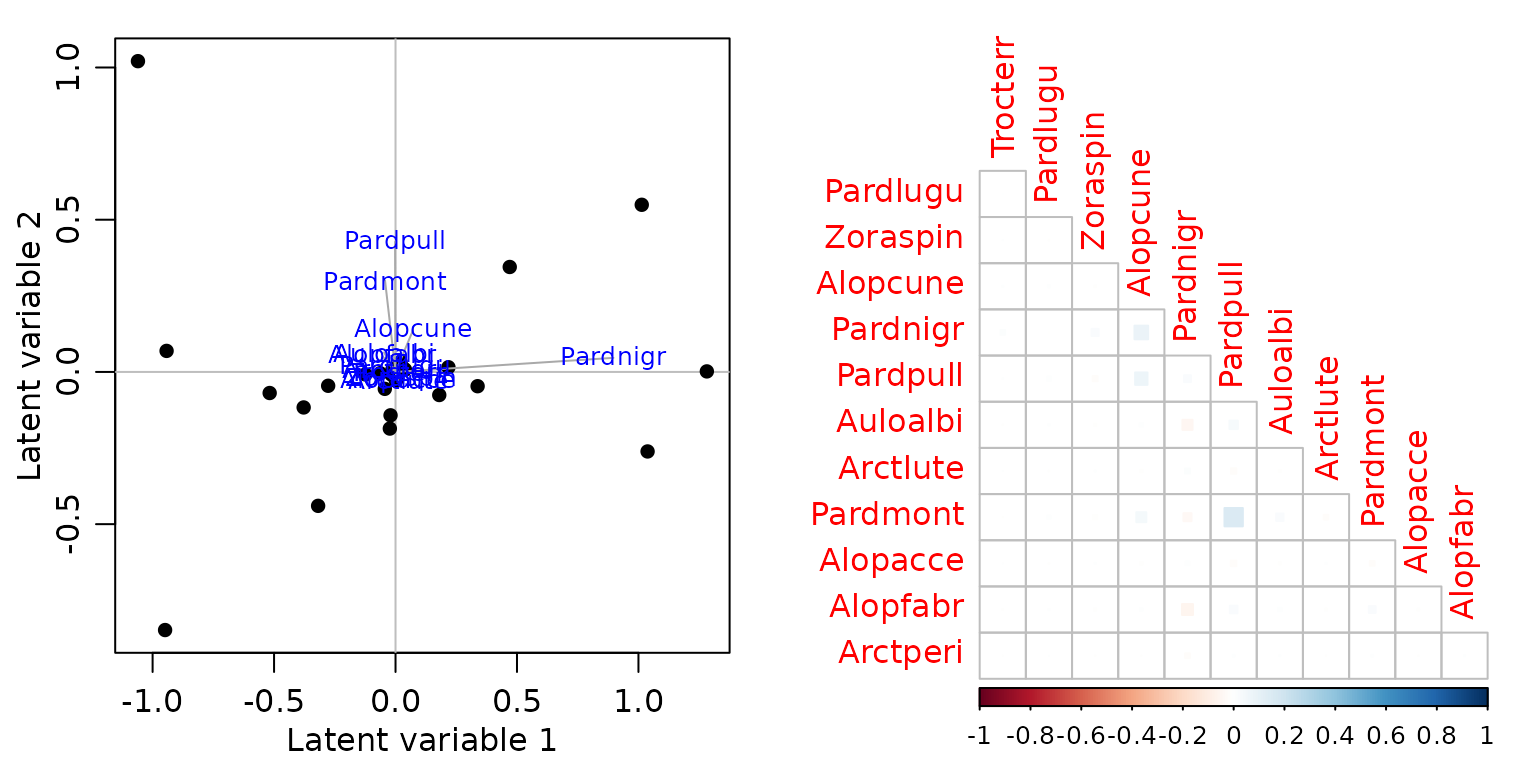 1.0
0.5
0.0
-0.5
Latent variable 2
Pardpull
Pardmont
Alopcune
Auloalbi
Pardnigr
-1.0 -0.5 0.0 0.5 1.0
Latent variable 1
Trocterr
Pardlugu
Zoraspin
Alopcune
Pardnigr
Pardpull
Auloalbi
Arctlute
Pardmont
Alopacce
Alopfabr
Pardlugu
Zoraspin
Alopcune
Pardnigr
Pardpull
Auloalbi
Arctlute
Pardmont
Alopacce
Alopfabr
Arctperi
-1 -0.8 -0.6 -0.4 -0.2 0 0.2 0.4 0.6 0.8 1